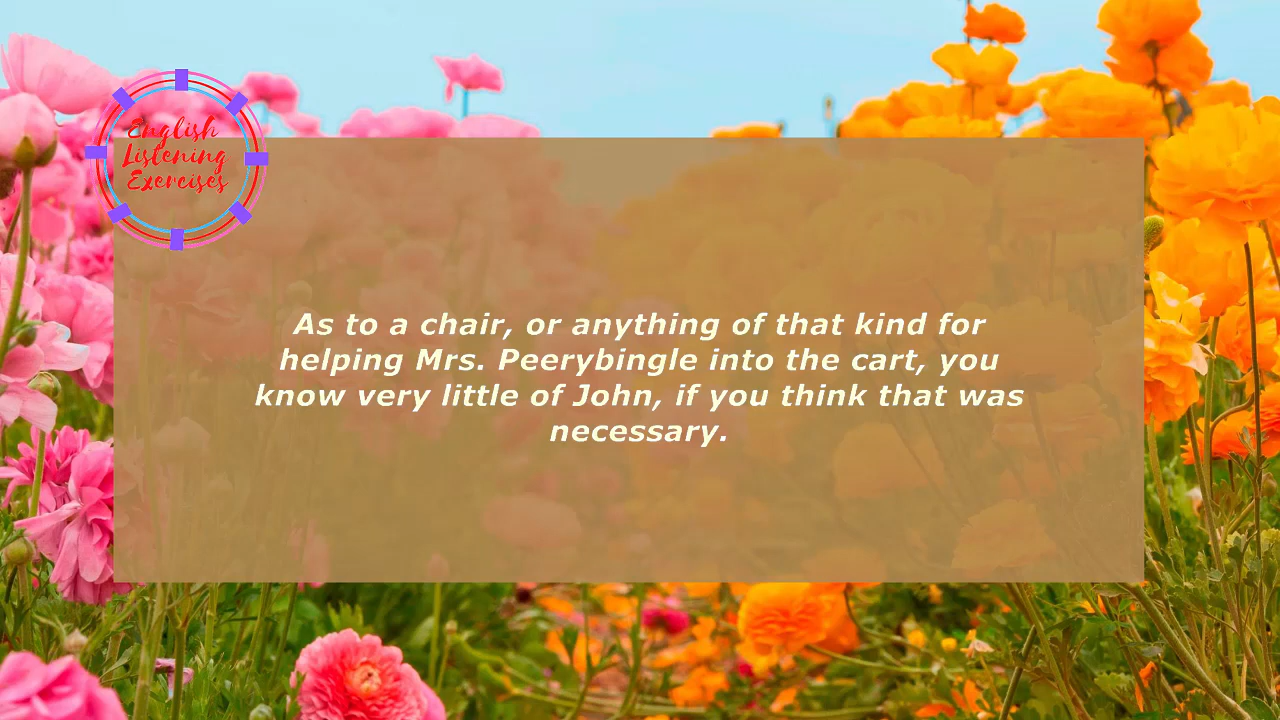 English
Listening
Exercises
As to a chair, or anything of that kind for
helping Mrs. Peerybingle into the cart, you
know very little of John, if you think that was
necessary.